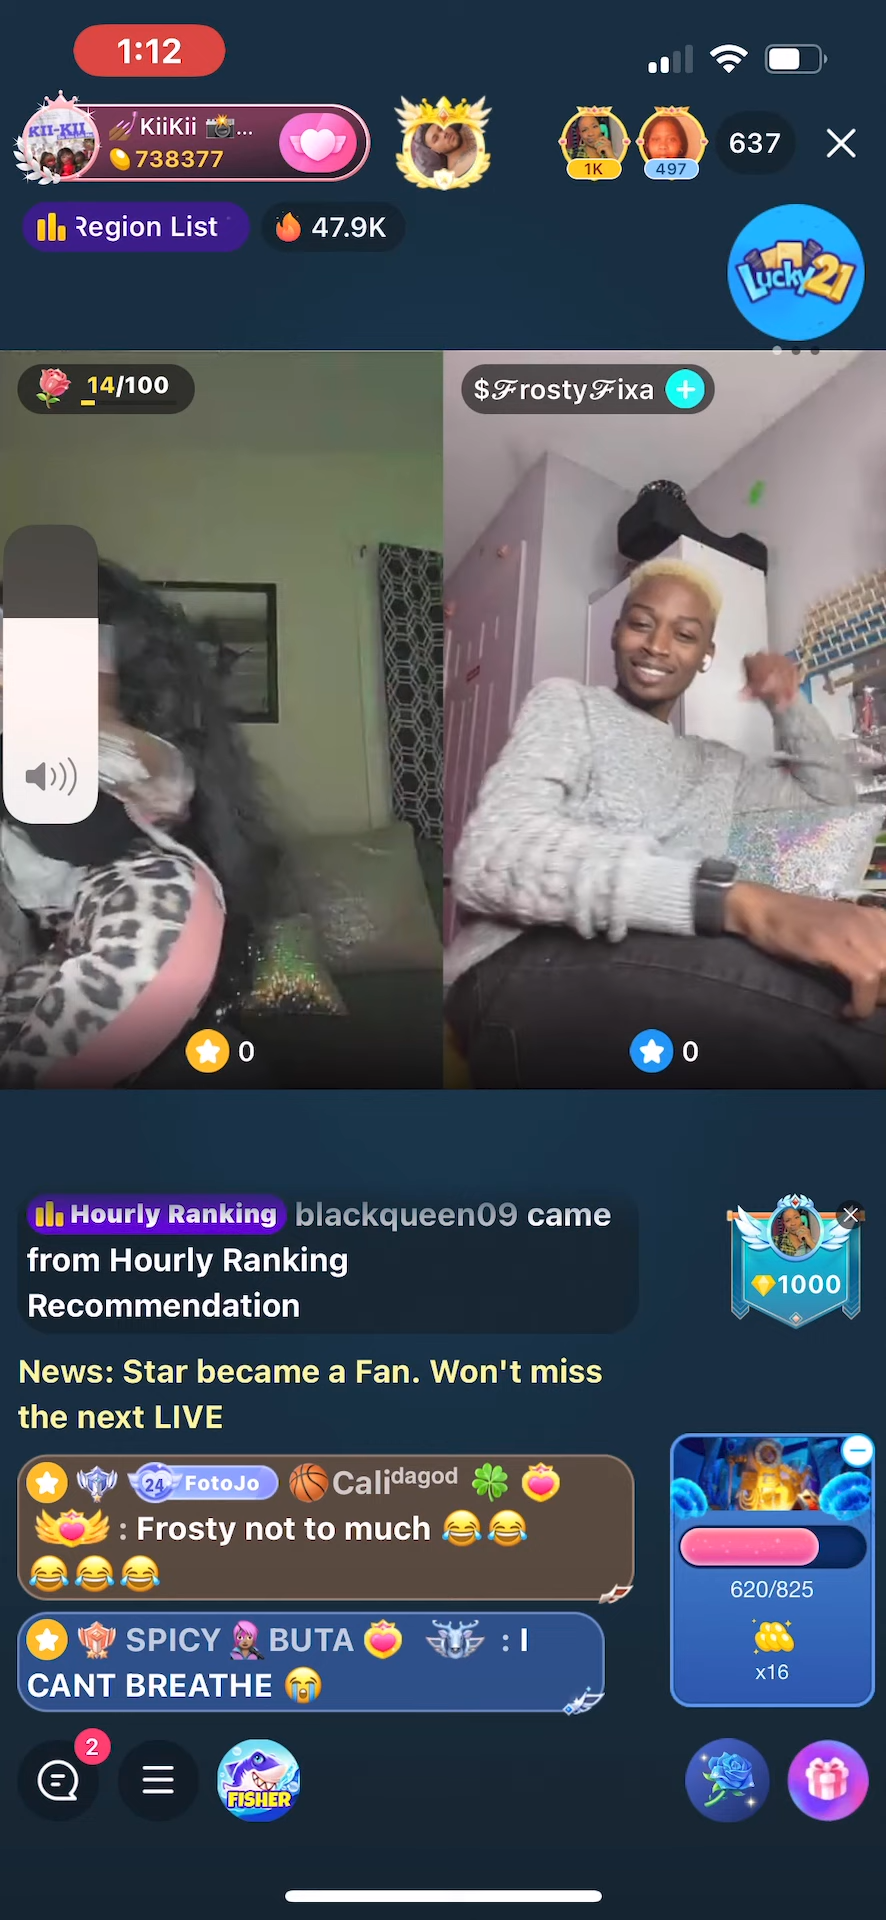 1:12
KII-KII
💅🏾KiiKii 📸...
738377
1K
497
637
Region List
47.9K
Lucky21
14/100
$ℱrostyℱixa
0
0
Hourly Ranking blackqueen09 came
from Hourly Ranking
Recommendation
1000
News: Star became a Fan. Won't miss
the next LIVE
24 FotoJo 🏀Caliᵈᵃᵍᵒᵈ 🍀
: Frosty not to much 😂😂
😂😂😂
SPICY BUTA : I
CANT BREATHE 😭
620/825
x16
2
FISHER